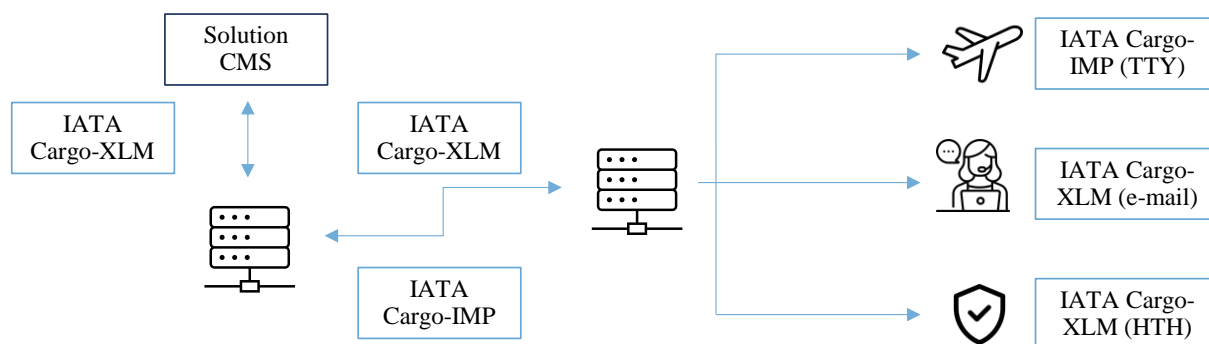 Solution
CMS
IATA
Cargo-XLM
IATA
Cargo-XLM
IATA
Cargo-IMP
IATA Cargo-
IMP (TTY)
IATA Cargo-
XLM (e-mail)
IATA Cargo-
XLM (HTH)